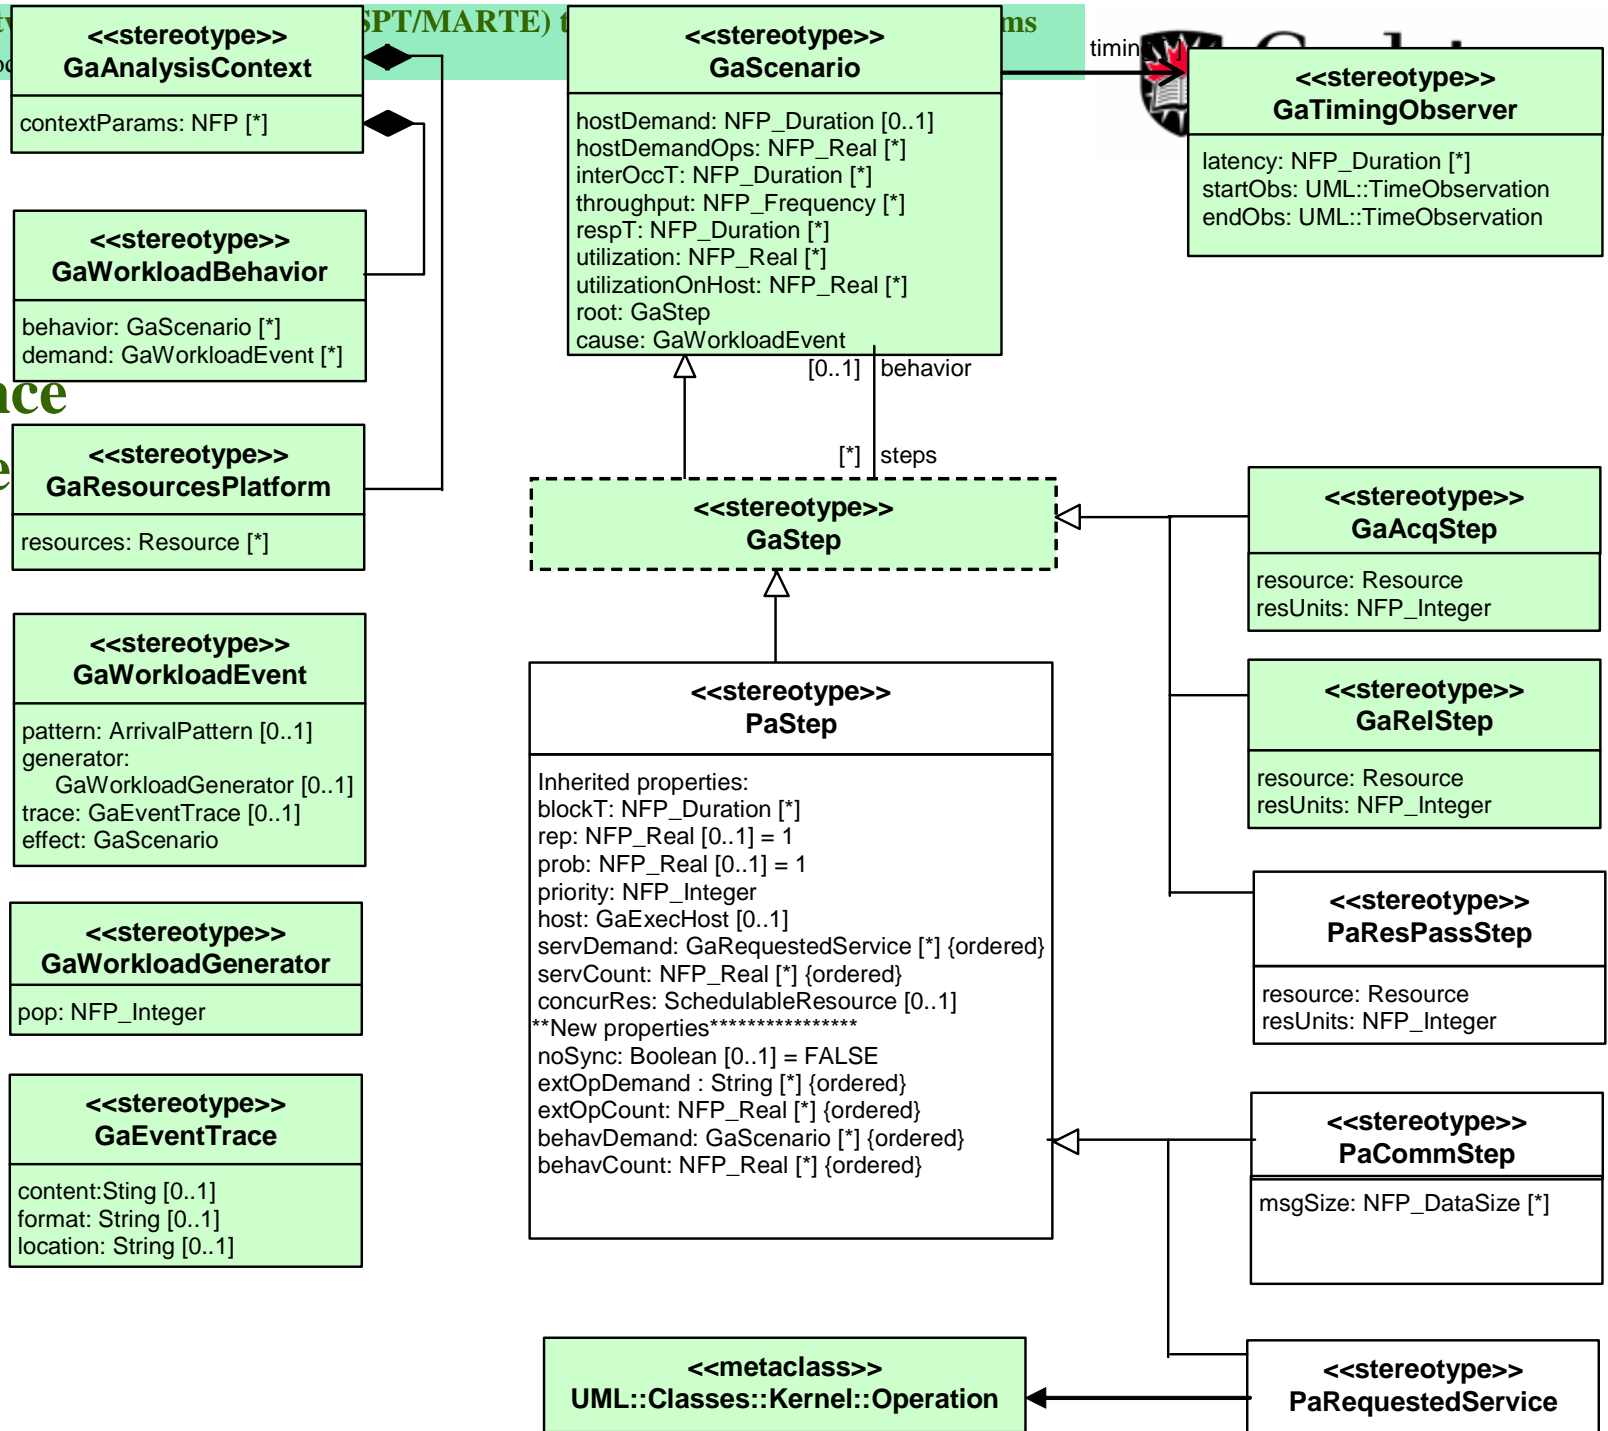 SPT/MARTE) t
ms
<<stereotype>>
GaAnalysisContext
contextParams: NFP [*]
<<stereotype>>
GaWorkloadBehavior
behavior: GaScenario [*]
demand: GaWorkloadEvent [*]
<<stereotype>>
GaResourcesPlatform
resources: Resource [*]
<<stereotype>>
GaWorkloadEvent
pattern: ArrivalPattern [0..1]
generator:
GaWorkloadGenerator [0..1]
trace: GaEventTrace [0..1]
effect: GaScenario
<<stereotype>>
GaWorkloadGenerator
pop: NFP_Integer
<<stereotype>>
GaEventTrace
content:Sting [0..1]
format: String [0..1]
location: String [0..1]
<<stereotype>>
GaScenario
hostDemand: NFP_Duration [0..1]
hostDemandOps: NFP_Real [*]
interOccT: NFP_Duration [*]
throughput: NFP_Frequency [*]
respT: NFP_Duration [*]
utilization: NFP_Real [*]
utilizationOnHost: NFP_Real [*]
root: GaStep
cause: GaWorkloadEvent
[0..1] behavior
[*] steps
<<stereotype>>
GaStep
<<stereotype>>
PaStep
Inherited properties:
blockT: NFP_Duration [*]
rep: NFP_Real [0..1] = 1
prob: NFP_Real [0..1] = 1
priority: NFP_Integer
host: GaExecHost [0..1]
servDemand: GaRequestedService [*] {ordered}
servCount: NFP_Real [*] {ordered}
concurRes: SchedulableResource [0..1]
**New properties****************
noSync: Boolean [0..1] = FALSE
extOpDemand : String [*] {ordered}
extOpCount: NFP_Real [*] {ordered}
behavDemand: GaScenario [*] {ordered}
behavCount: NFP_Real [*] {ordered}
<<metaclass>>
UML::Classes::Kernel::Operation
<<stereotype>>
GaTimingObserver
latency: NFP_Duration [*]
startObs: UML::TimeObservation
endObs: UML::TimeObservation
<<stereotype>>
GaAcqStep
resource: Resource
resUnits: NFP_Integer
<<stereotype>>
GaRelStep
resource: Resource
resUnits: NFP_Integer
<<stereotype>>
PaResPassStep
resource: Resource
resUnits: NFP_Integer
<<stereotype>>
PaCommStep
msgSize: NFP_DataSize [*]
<<stereotype>>
PaRequestedService